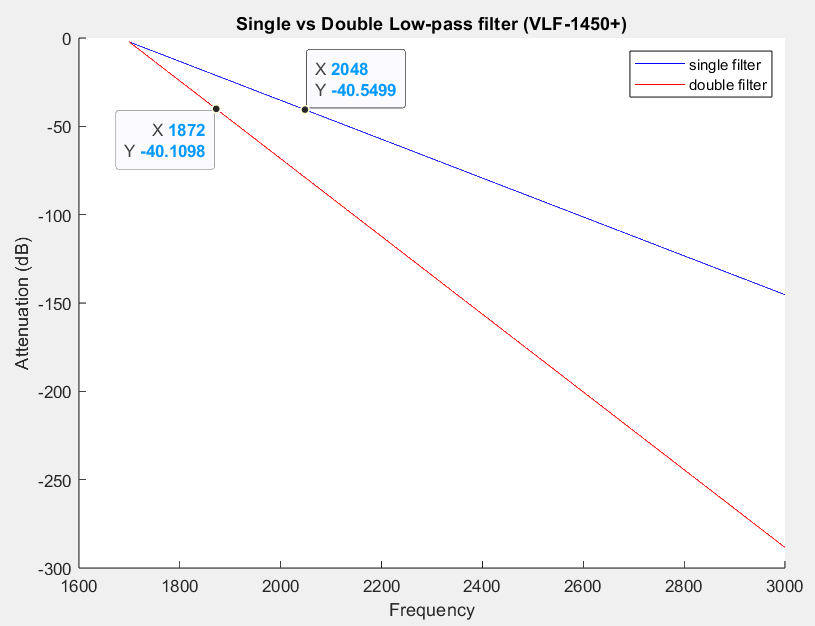 Single vs Double Low-pass filter (VLF-1450+)
single filter
double filter
X 2048
Y -40.5499
X 1872
Y -40.1098
Attenuation (dB)
0
-50
-100
-150
-200
-250
-300
1600 1800 2000 2200 2400 2600 2800 3000
Frequency